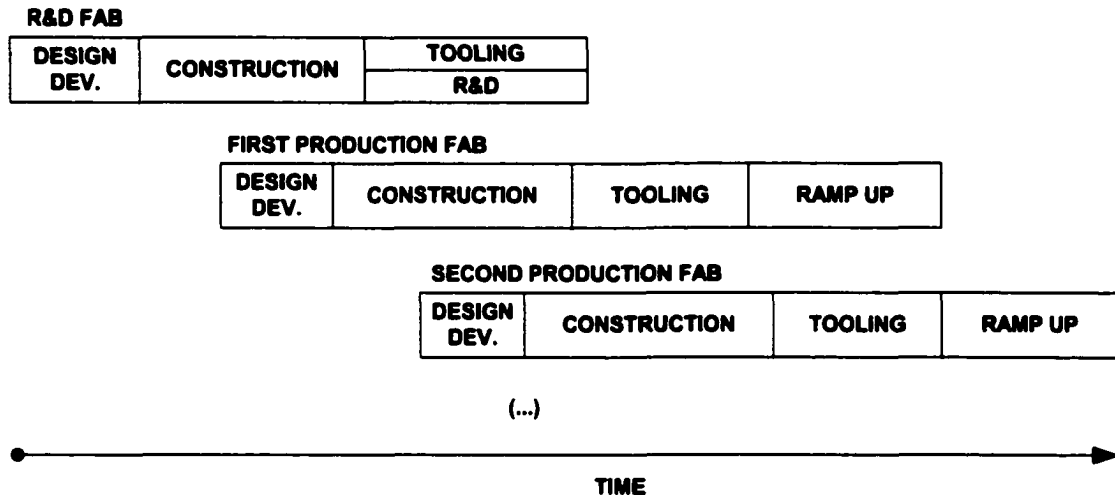 R&D FAB
DESIGN DEV.
CONSTRUCTION
TOOLING
R&D
FIRST PRODUCTION FAB
DESIGN DEV.
CONSTRUCTION
TOOLING
RAMP UP
SECOND PRODUCTION FAB
DESIGN DEV.
CONSTRUCTION
TOOLING
RAMP UP
(...)
TIME